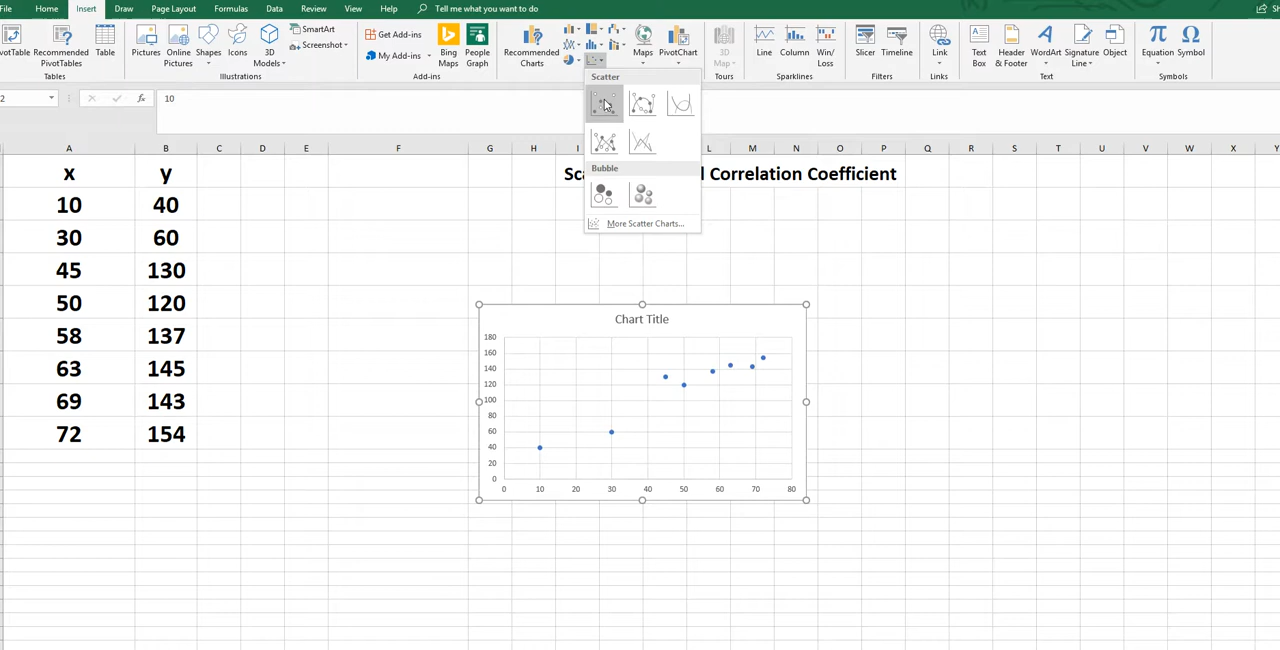 File Home Insert Draw Page Layout Formulas Data Review View Help Tell me what you want to do
PivotTable Recommended PivotTables Table
Tables
Pictures Online Pictures Shapes Icons 3D Models
SmartArt
Screenshot
Illustrations
Get Add-ins
My Add-ins
Bing Maps People Graph
Add-ins
Recommended Charts
Maps PivotChart
3D Map
Tours
Line Column Win/Loss
Sparklines
Slicer Timeline
Filters
Link
Links
Text Box Header & Footer WordArt Signature Line Object
Text
Equation Symbol
Symbols
Scatter
Bubble
More Scatter Charts...
2 fx 10
A B C D E F G H I L M N O P Q R S T U V W X Y
x y
10 40
30 60
45 130
50 120
58 137
63 145
69 143
72 154
Sca l Correlation Coefficient
Chart Title
180
160
140
120
100
80
60
40
20
0
0 10 20 30 40 50 60 70 80